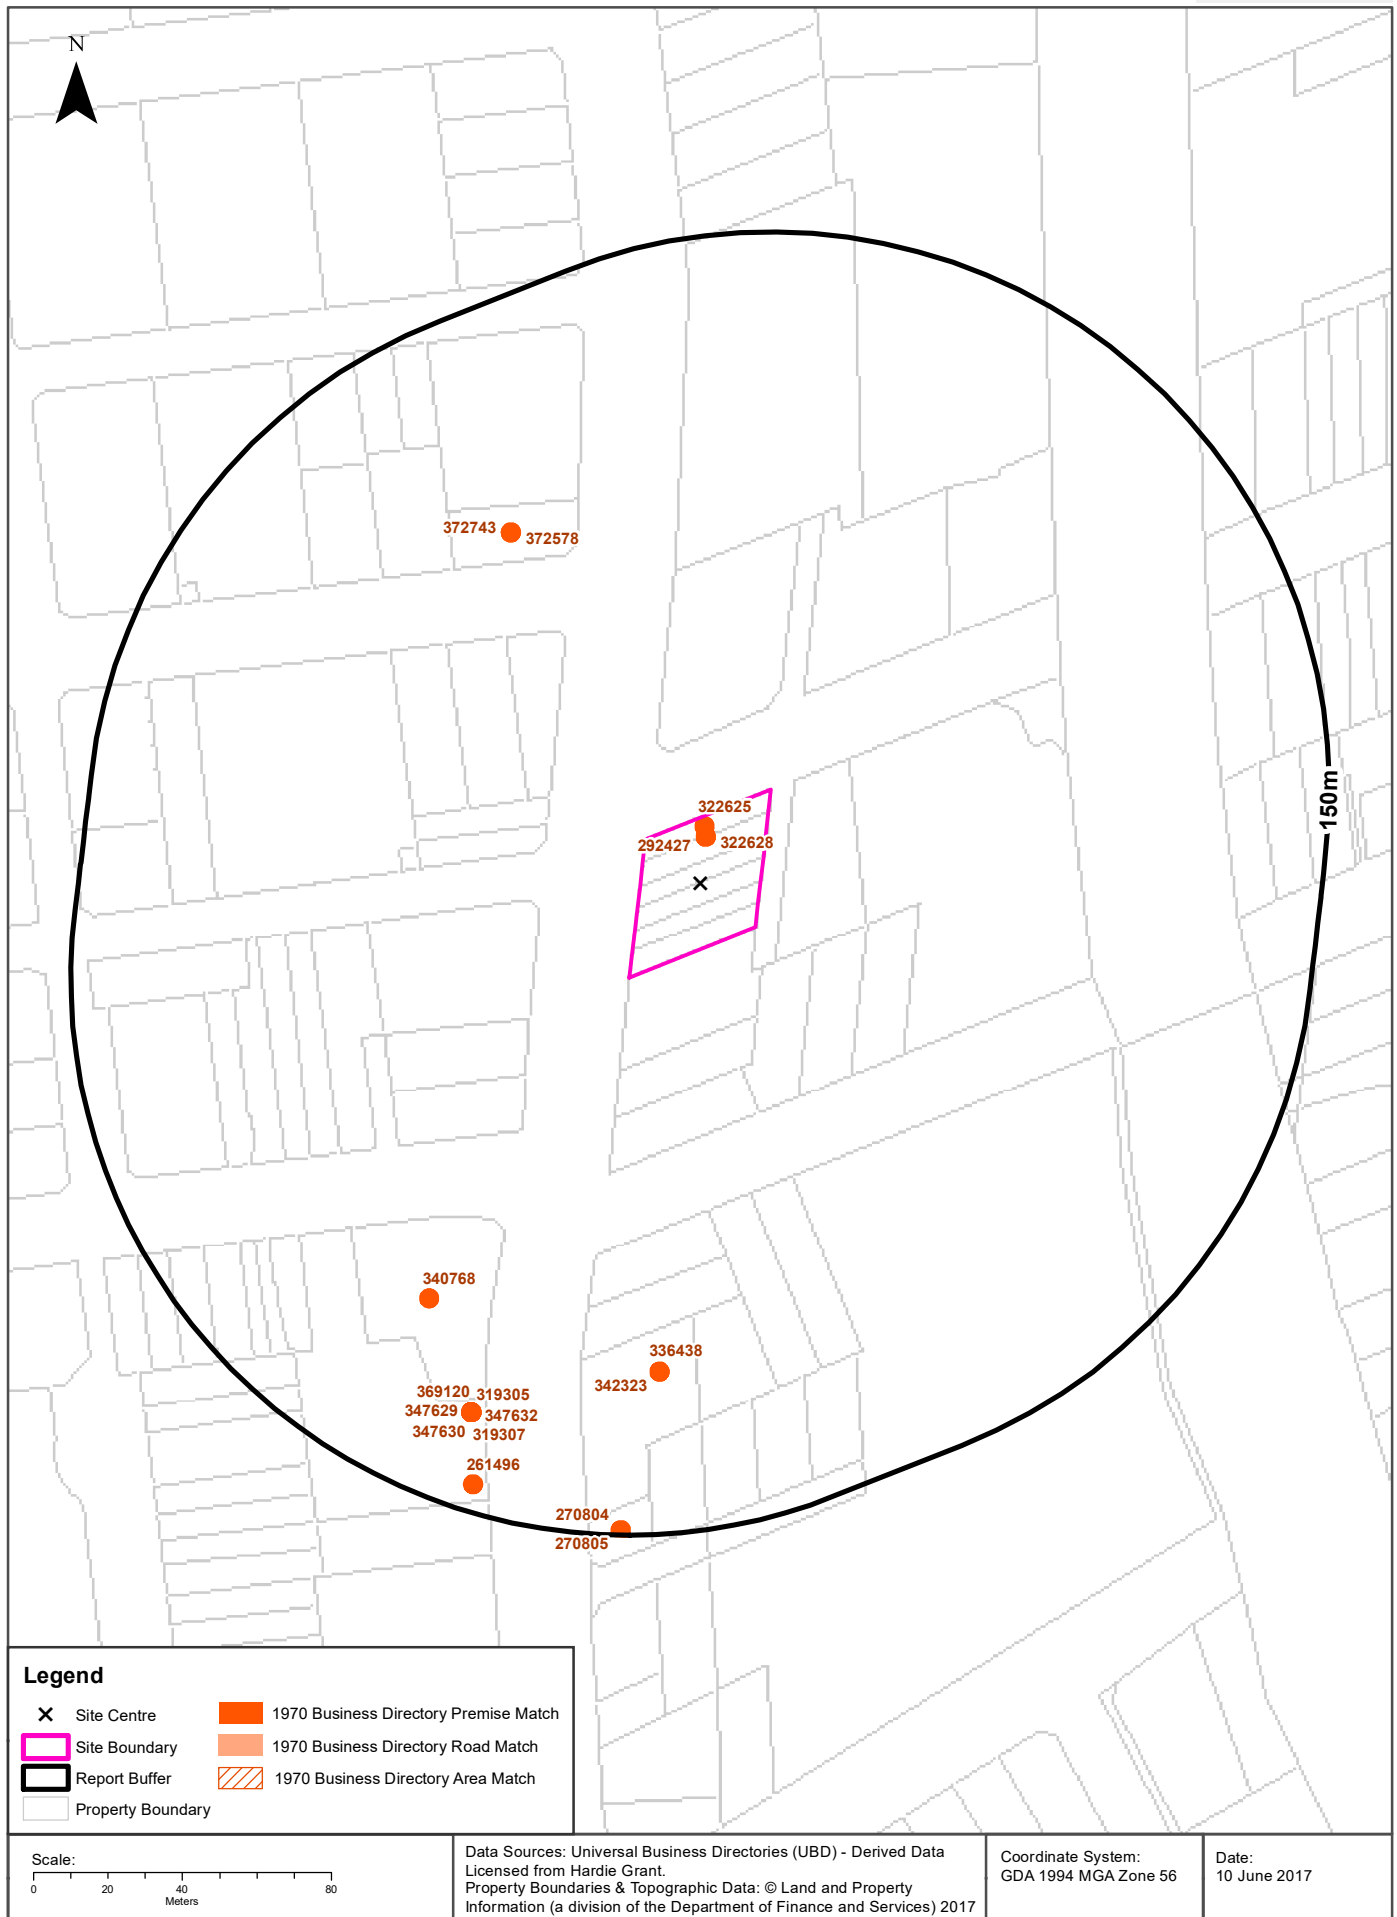 N
372743
372578
322625
292427
322628
150m
340768
336438
342323
369120 319305
347629 347632
347630 319307
261496
270804
270805
Legend
Site Centre
Site Boundary
Report Buffer
Property Boundary
1970 Business Directory Premise Match
1970 Business Directory Road Match
1970 Business Directory Area Match
Scale:
0 20 40 80
Meters
Data Sources: Universal Business Directories (UBD) - Derived Data
Licensed from Hardie Grant.
Property Boundaries & Topographic Data: © Land and Property
Information (a division of the Department of Finance and Services) 2017
Coordinate System:
GDA 1994 MGA Zone 56
Date:
10 June 2017